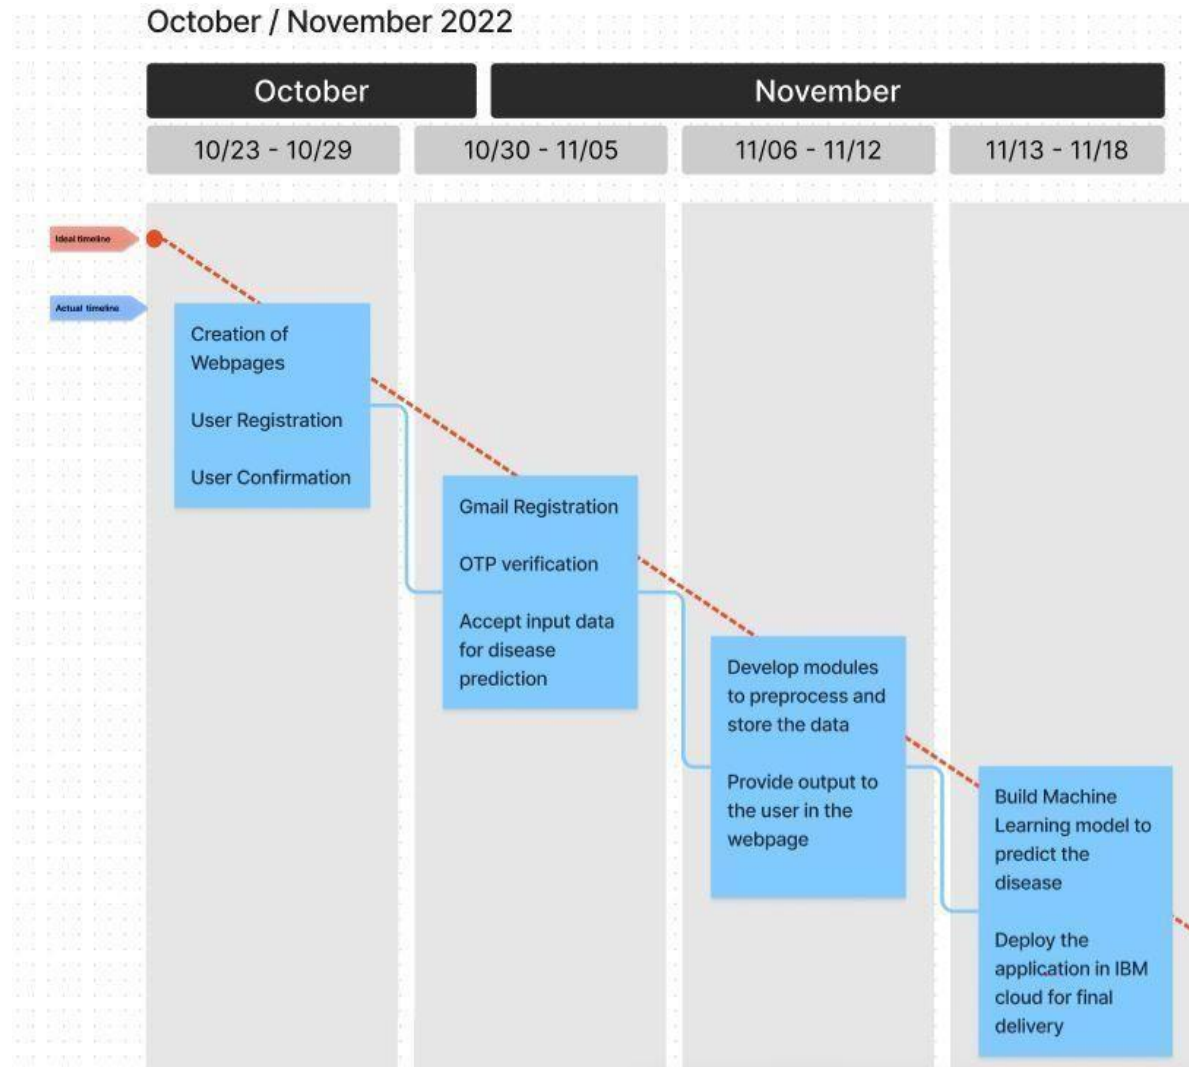 October / November 2022
October
November
10/23 - 10/29
10/30 - 11/05
11/06 - 11/12
11/13 - 11/18
Ideal timeline
Actual timeline
Creation of
Webpages
User Registration
User Confirmation
Gmail Registration
OTP verification
Accept input data
for disease
prediction
Develop modules
to preprocess and
store the data
Provide output to
the user in the
webpage
Build Machine
Learning model to
predict the
disease
Deploy the
application in IBM
cloud for final
delivery